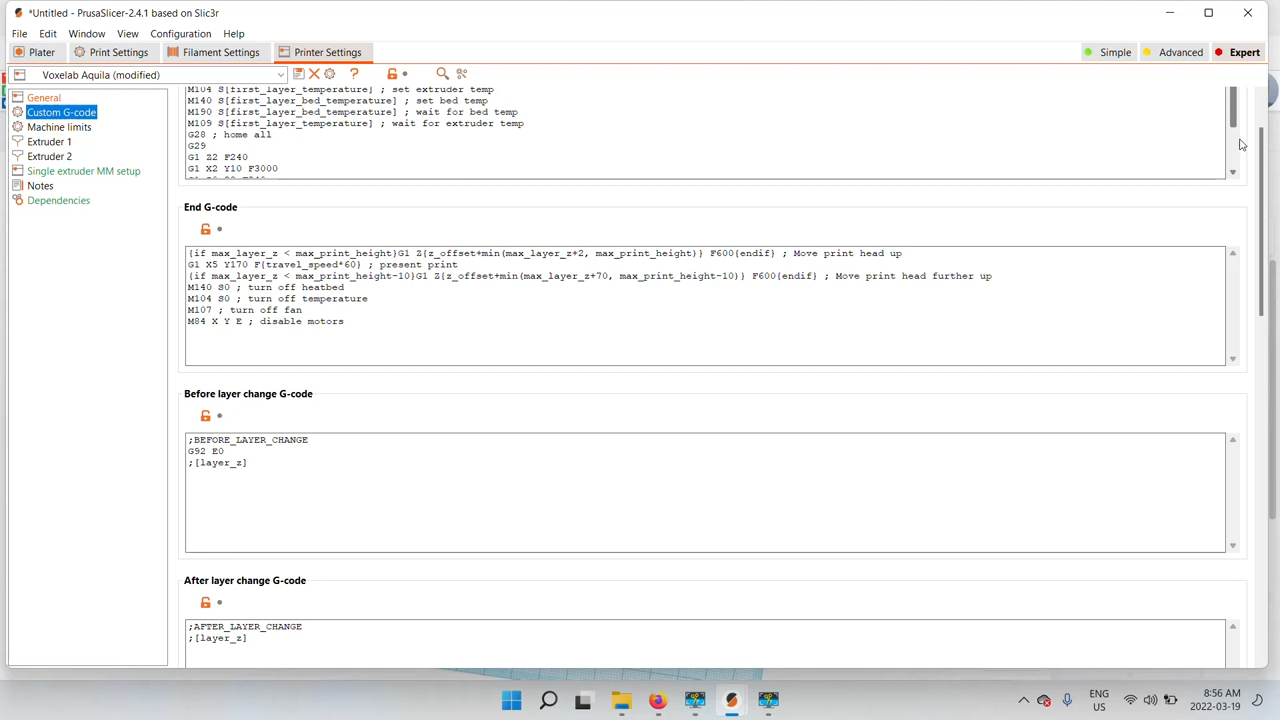 *Untitled - PrusaSlicer-2.4.1 based on Slic3r
File Edit Window View Configuration Help
Plater Print Settings Filament Settings Printer Settings Simple Advanced Expert
Voxelab Aquila (modified)
General
Custom G-code
Machine limits
Extruder 1
Extruder 2
Single extruder MM setup
Notes
Dependencies
M104 S[first_layer_temperature] ; set extruder temp
M140 S[first_layer_bed_temperature] ; set bed temp
M190 S[first_layer_bed_temperature] ; wait for bed temp
M109 S[first_layer_temperature] ; wait for extruder temp
G28 ; home all
G29
G1 Z2 F240
G1 X2 Y10 F3000
End G-code
{if max_layer_z < max_print_height}G1 Z{z_offset+min(max_layer_z+2, max_print_height)} F600{endif} ; Move print head up
G1 X5 Y170 F{travel_speed*60} ; present print
{if max_layer_z < max_print_height-10}G1 Z{z_offset+min(max_layer_z+70, max_print_height-10)} F600{endif} ; Move print head further up
M140 S0 ; turn off heatbed
M104 S0 ; turn off temperature
M107 ; turn off fan
M84 X Y E ; disable motors
Before layer change G-code
;BEFORE_LAYER_CHANGE
G92 E0
;[layer_z]
After layer change G-code
;AFTER_LAYER_CHANGE
;[layer_z]
ENG
US
8:56 AM
2022-03-19